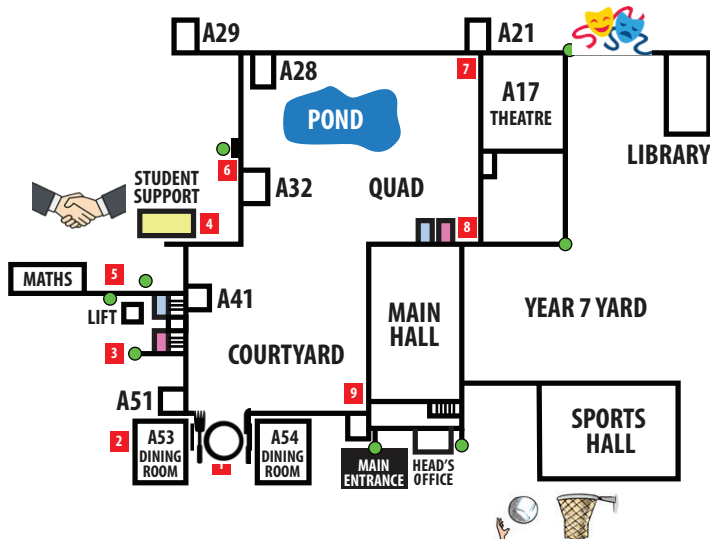 A29
A21
A28
7
A17
THEATRE
POND
LIBRARY
6
STUDENT
SUPPORT
A32
QUAD
4
8
5
MATHS
A41
LIFT
MAIN
HALL
YEAR 7 YARD
3
COURTYARD
A51
9
2
A53
DINING
ROOM
1
A54
DINING
ROOM
MAIN
ENTRANCE
HEAD'S
OFFICE
SPORTS
HALL